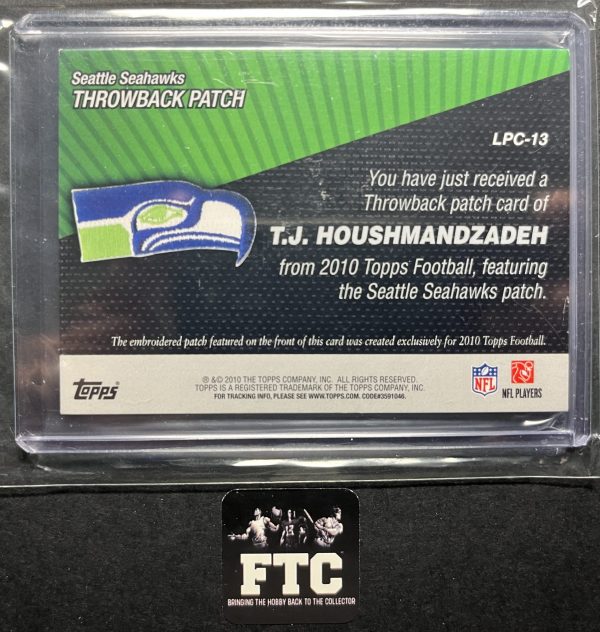 Seattle Seahawks
THROWBACK PATCH
LPC-13
You have just received a
Throwback patch card of
T.J. HOUSHMANDZADEH
from 2010 Topps Football, featuring
the Seattle Seahawks patch.
The embroidered patch featured on the front of this card was created exclusively for 2010 Topps Football.
TOPPS
® & © 2010 THE TOPPS COMPANY, INC. ALL RIGHTS RESERVED.
TOPPS IS A REGISTERED TRADEMARK OF THE TOPPS COMPANY, INC.
FOR TRACKING INFO, PLEASE SEE WWW.TOPPS.COM. CODE#3591046.
NFL
NFL PLAYERS
FTC
BRINGING THE HOBBY BACK TO THE COLLECTOR